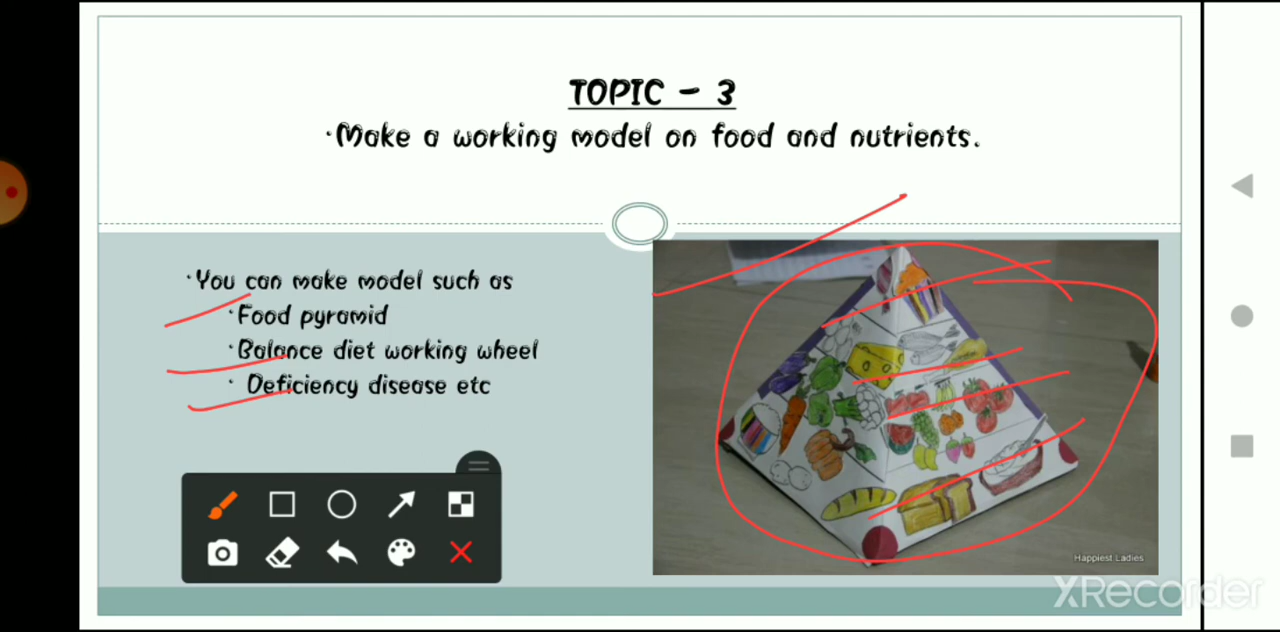 TOPIC - 3
·Make a working model on food and nutrients.
·You can make model such as
·Food pyramid
·Balance diet working wheel
· Deficiency disease etc
Happiest Ladies
XRecorder